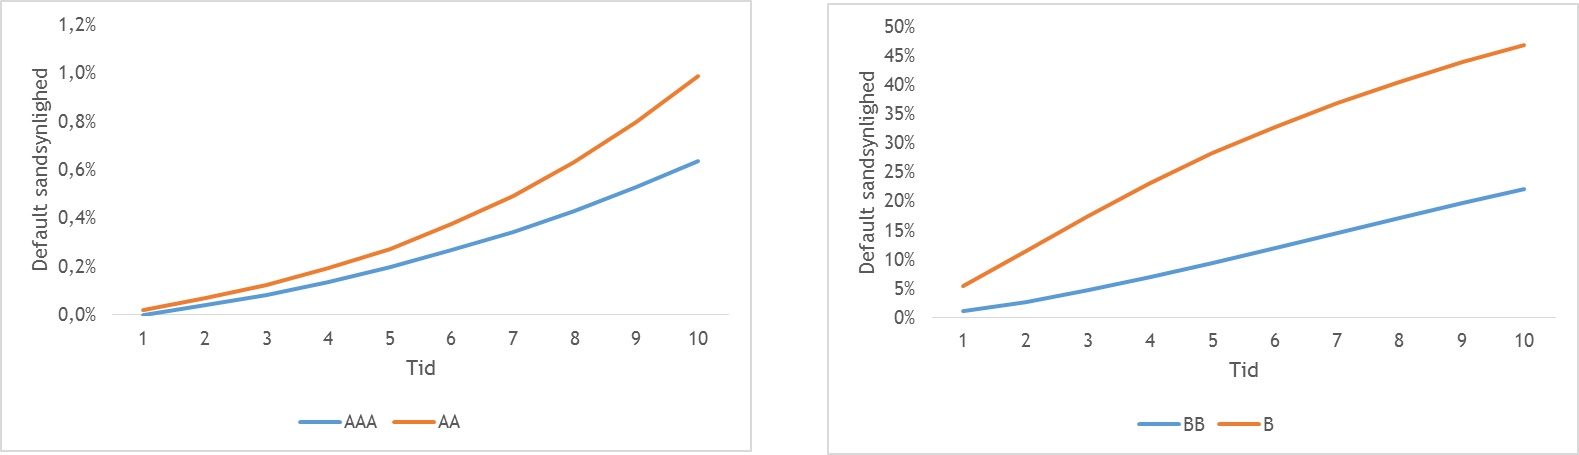 1,2%
1,0%
0,8%
0,6%
0,4%
0,2%
0,0%
Default sandsynlighed
1 2 3 4 5 6 7 8 9 10
Tid
AAA AA
50%
45%
40%
35%
30%
25%
20%
15%
10%
5%
0%
Default sandsynlighed
1 2 3 4 5 6 7 8 9 10
Tid
BB B